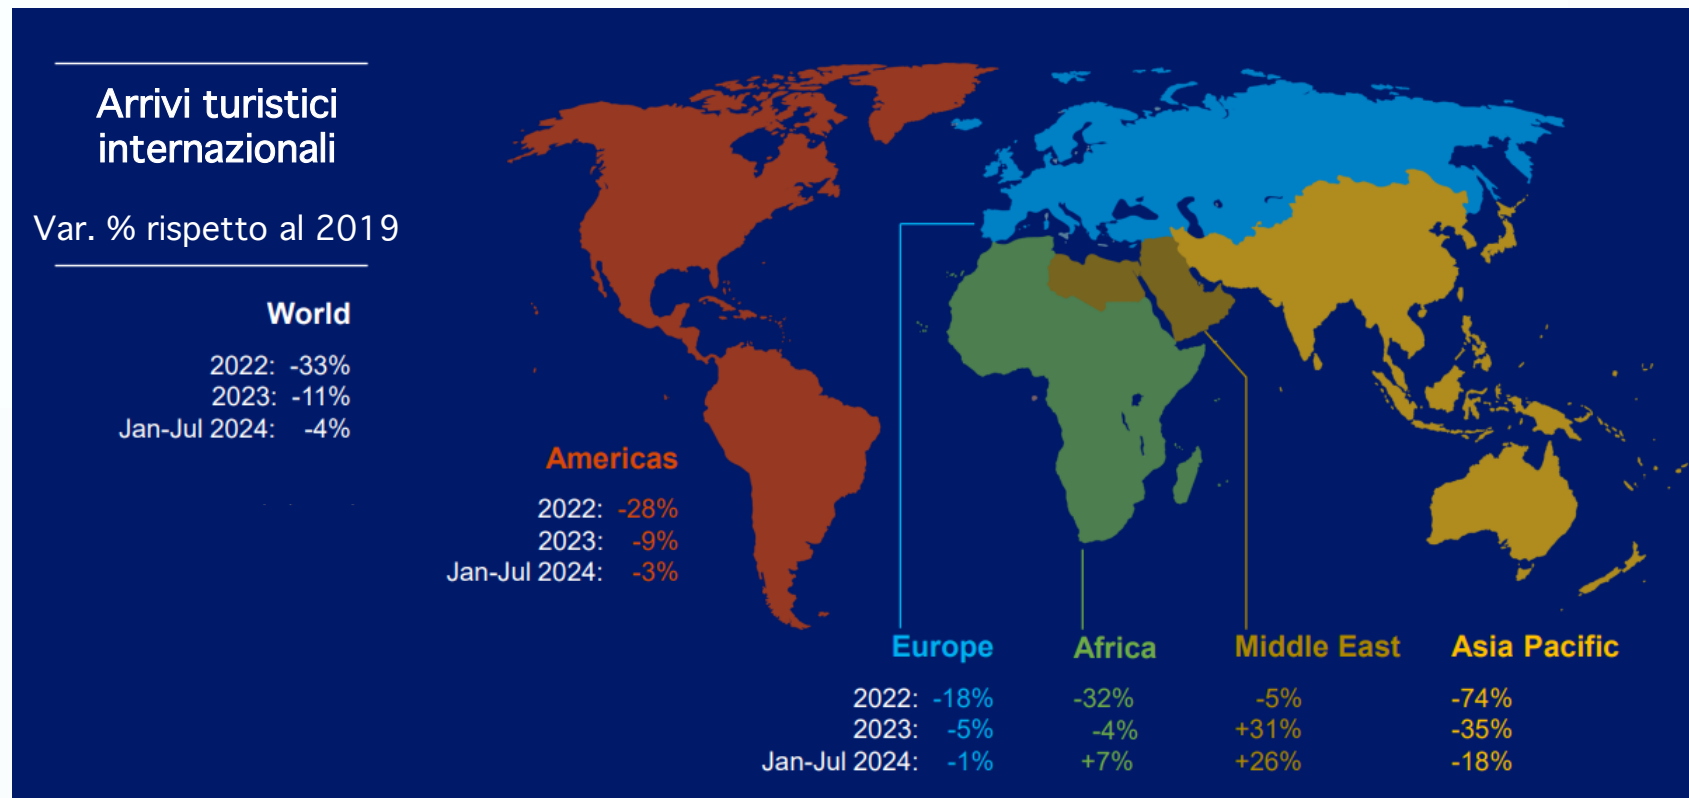 Arrivi turistici
internazionali
Var. % rispetto al 2019
World
2022: -33%
2023: -11%
Jan-Jul 2024: -4%
Americas
2022: -28%
2023: -9%
Jan-Jul 2024: -3%
Europe Africa Middle East Asia Pacific
2022: -18% -32% -5% -74%
2023: -5% -4% +31% -35%
Jan-Jul 2024: -1% +7% +26% -18%